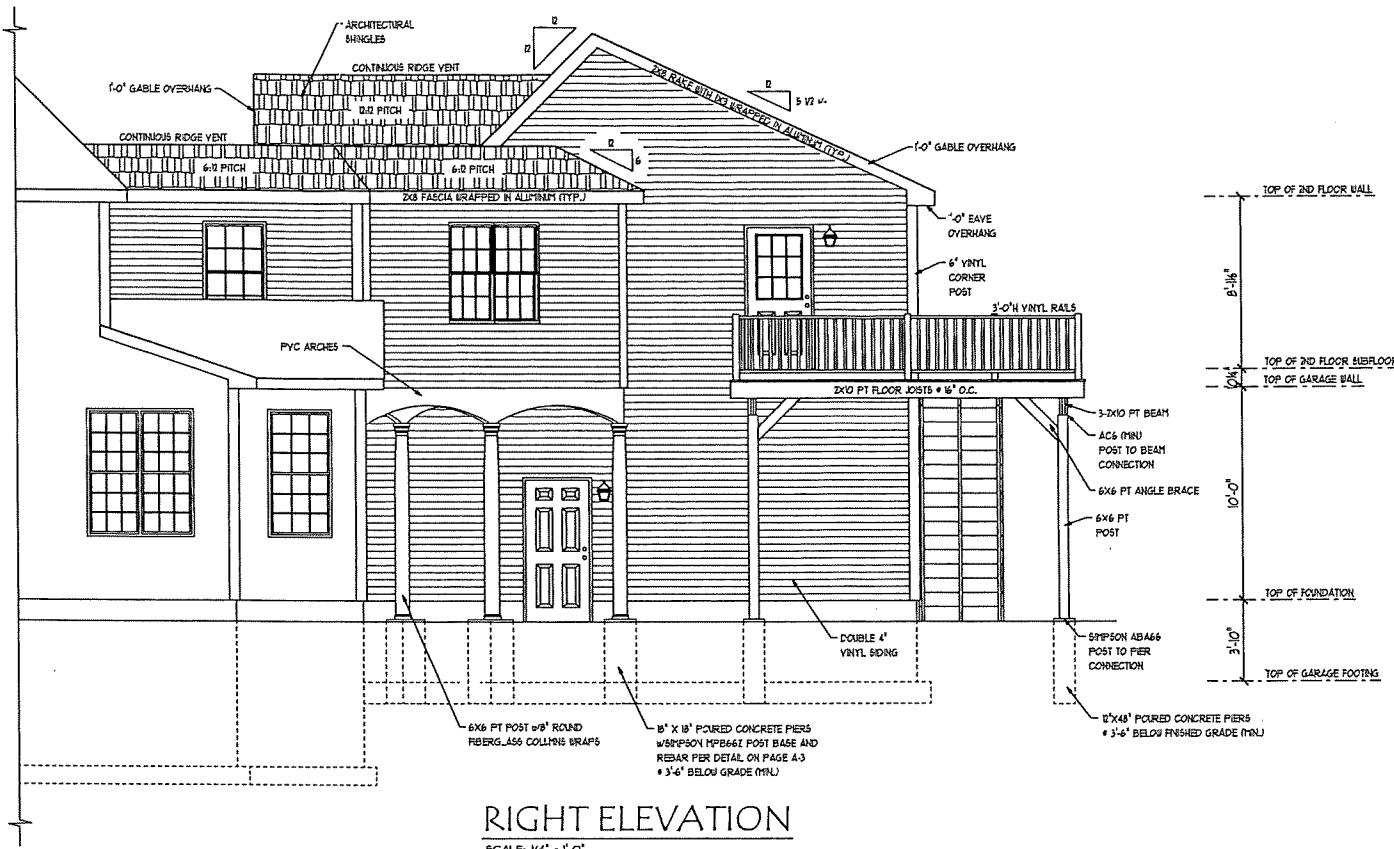 12
12
ARCHITECTURAL
SHINGLES
CONTINUOUS RIDGE VENT
1'-0" GABLE OVERHANG
12:12 PITCH
2X8 RAKE WITH 1X3 WRAPPED IN ALUMINUM (TYP.)
12
5 1/2
CONTINUOUS RIDGE VENT
12
6
1'-0" GABLE OVERHANG
6:12 PITCH
6:12 PITCH
2X8 FASCIA WRAPPED IN ALUMINUM (TYP.)
TOP OF 2ND FLOOR WALL
1'-0" EAVE
OVERHANG
6" VINYL
CORNER
POST
3'-0"H VINYL RAILS
PVC ARCHES
TOP OF 2ND FLOOR SUBFLOOR
TOP OF GARAGE WALL
2X10 PT FLOOR JOISTS @ 16" O.C.
3-2X10 PT BEAM
AC6 (MIN)
POST TO BEAM
CONNECTION
6X6 PT ANGLE BRACE
10'-0"
6X6 PT
POST
TOP OF FOUNDATION
DOUBLE 4"
VINYL SIDING
SIMPSON ABA66
POST TO PIER
CONNECTION
3'-10"
TOP OF GARAGE FOOTING
6X6 PT POST W/8" ROUND
FIBERGLASS COLUMNS WRAPS
18" X 18" POURED CONCRETE PIERS
W/SIMPSON MPB66Z POST BASE AND
REBAR PER DETAIL ON PAGE A-3
@ 3'-6" BELOW GRADE (MIN.)
12"X48" POURED CONCRETE PIERS
@ 3'-6" BELOW FINISHED GRADE (MIN.)
RIGHT ELEVATION
SCALE: 1/4" = 1'-0"